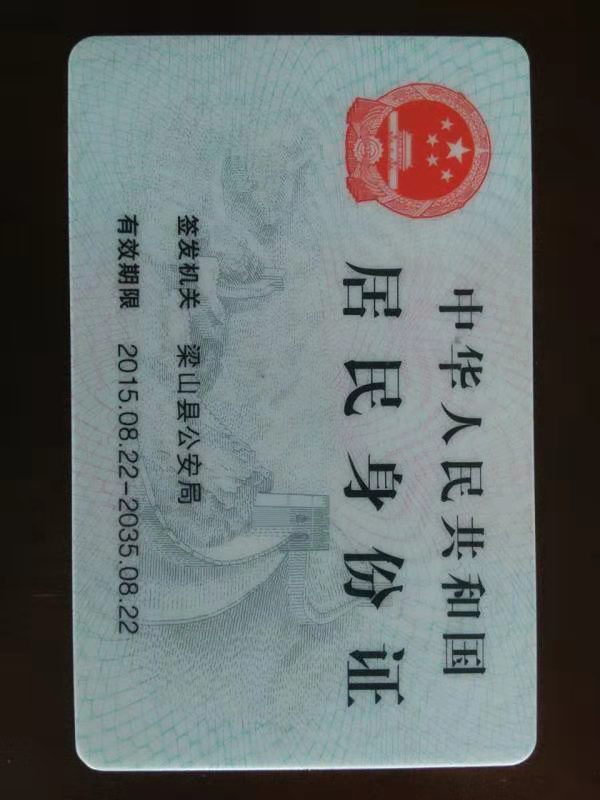 中华人民共和国
居民身份证
签发机关 梁山县公安局
有效期限 2015.08.22-2035.08.22